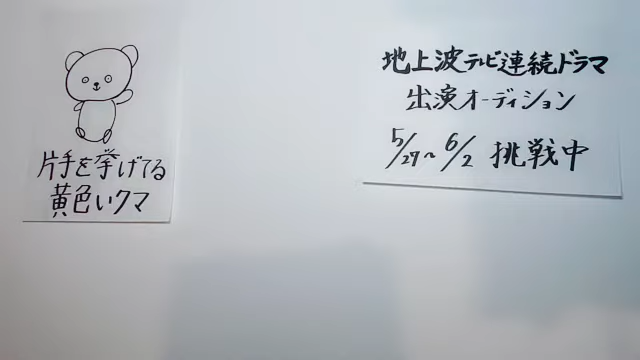 片手を挙げてる
黄色いクマ
地上波テレビ連続ドラマ
出演オーディション
5/27~6/2 挑戦中